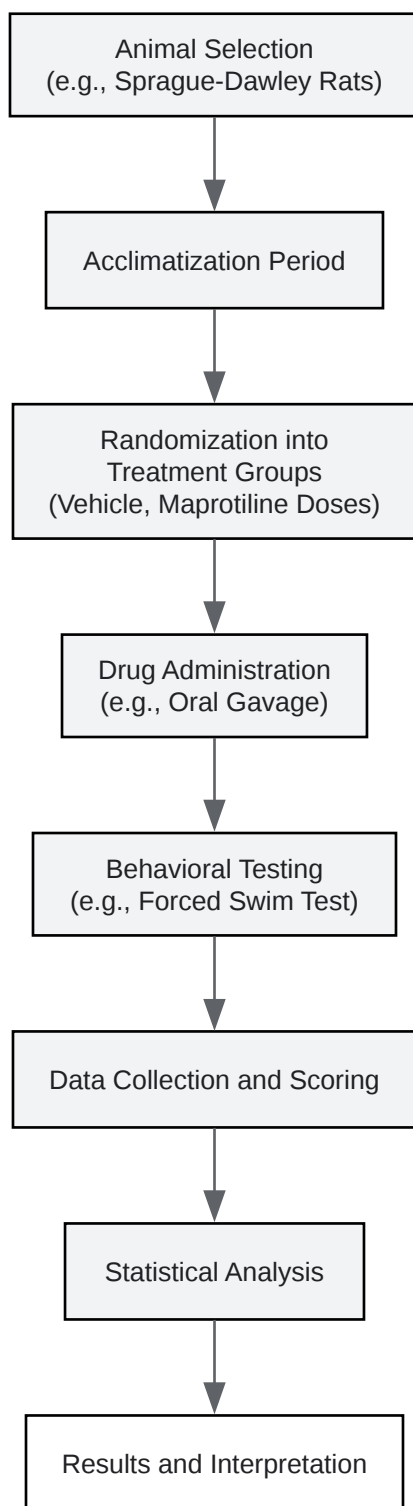 Animal Selection
(e.g., Sprague-Dawley Rats)
Acclimatization Period
Randomization into
Treatment Groups
(Vehicle, Maprotiline Doses)
Drug Administration
(e.g., Oral Gavage)
Behavioral Testing
(e.g., Forced Swim Test)
Data Collection and Scoring
Statistical Analysis
Results and Interpretation